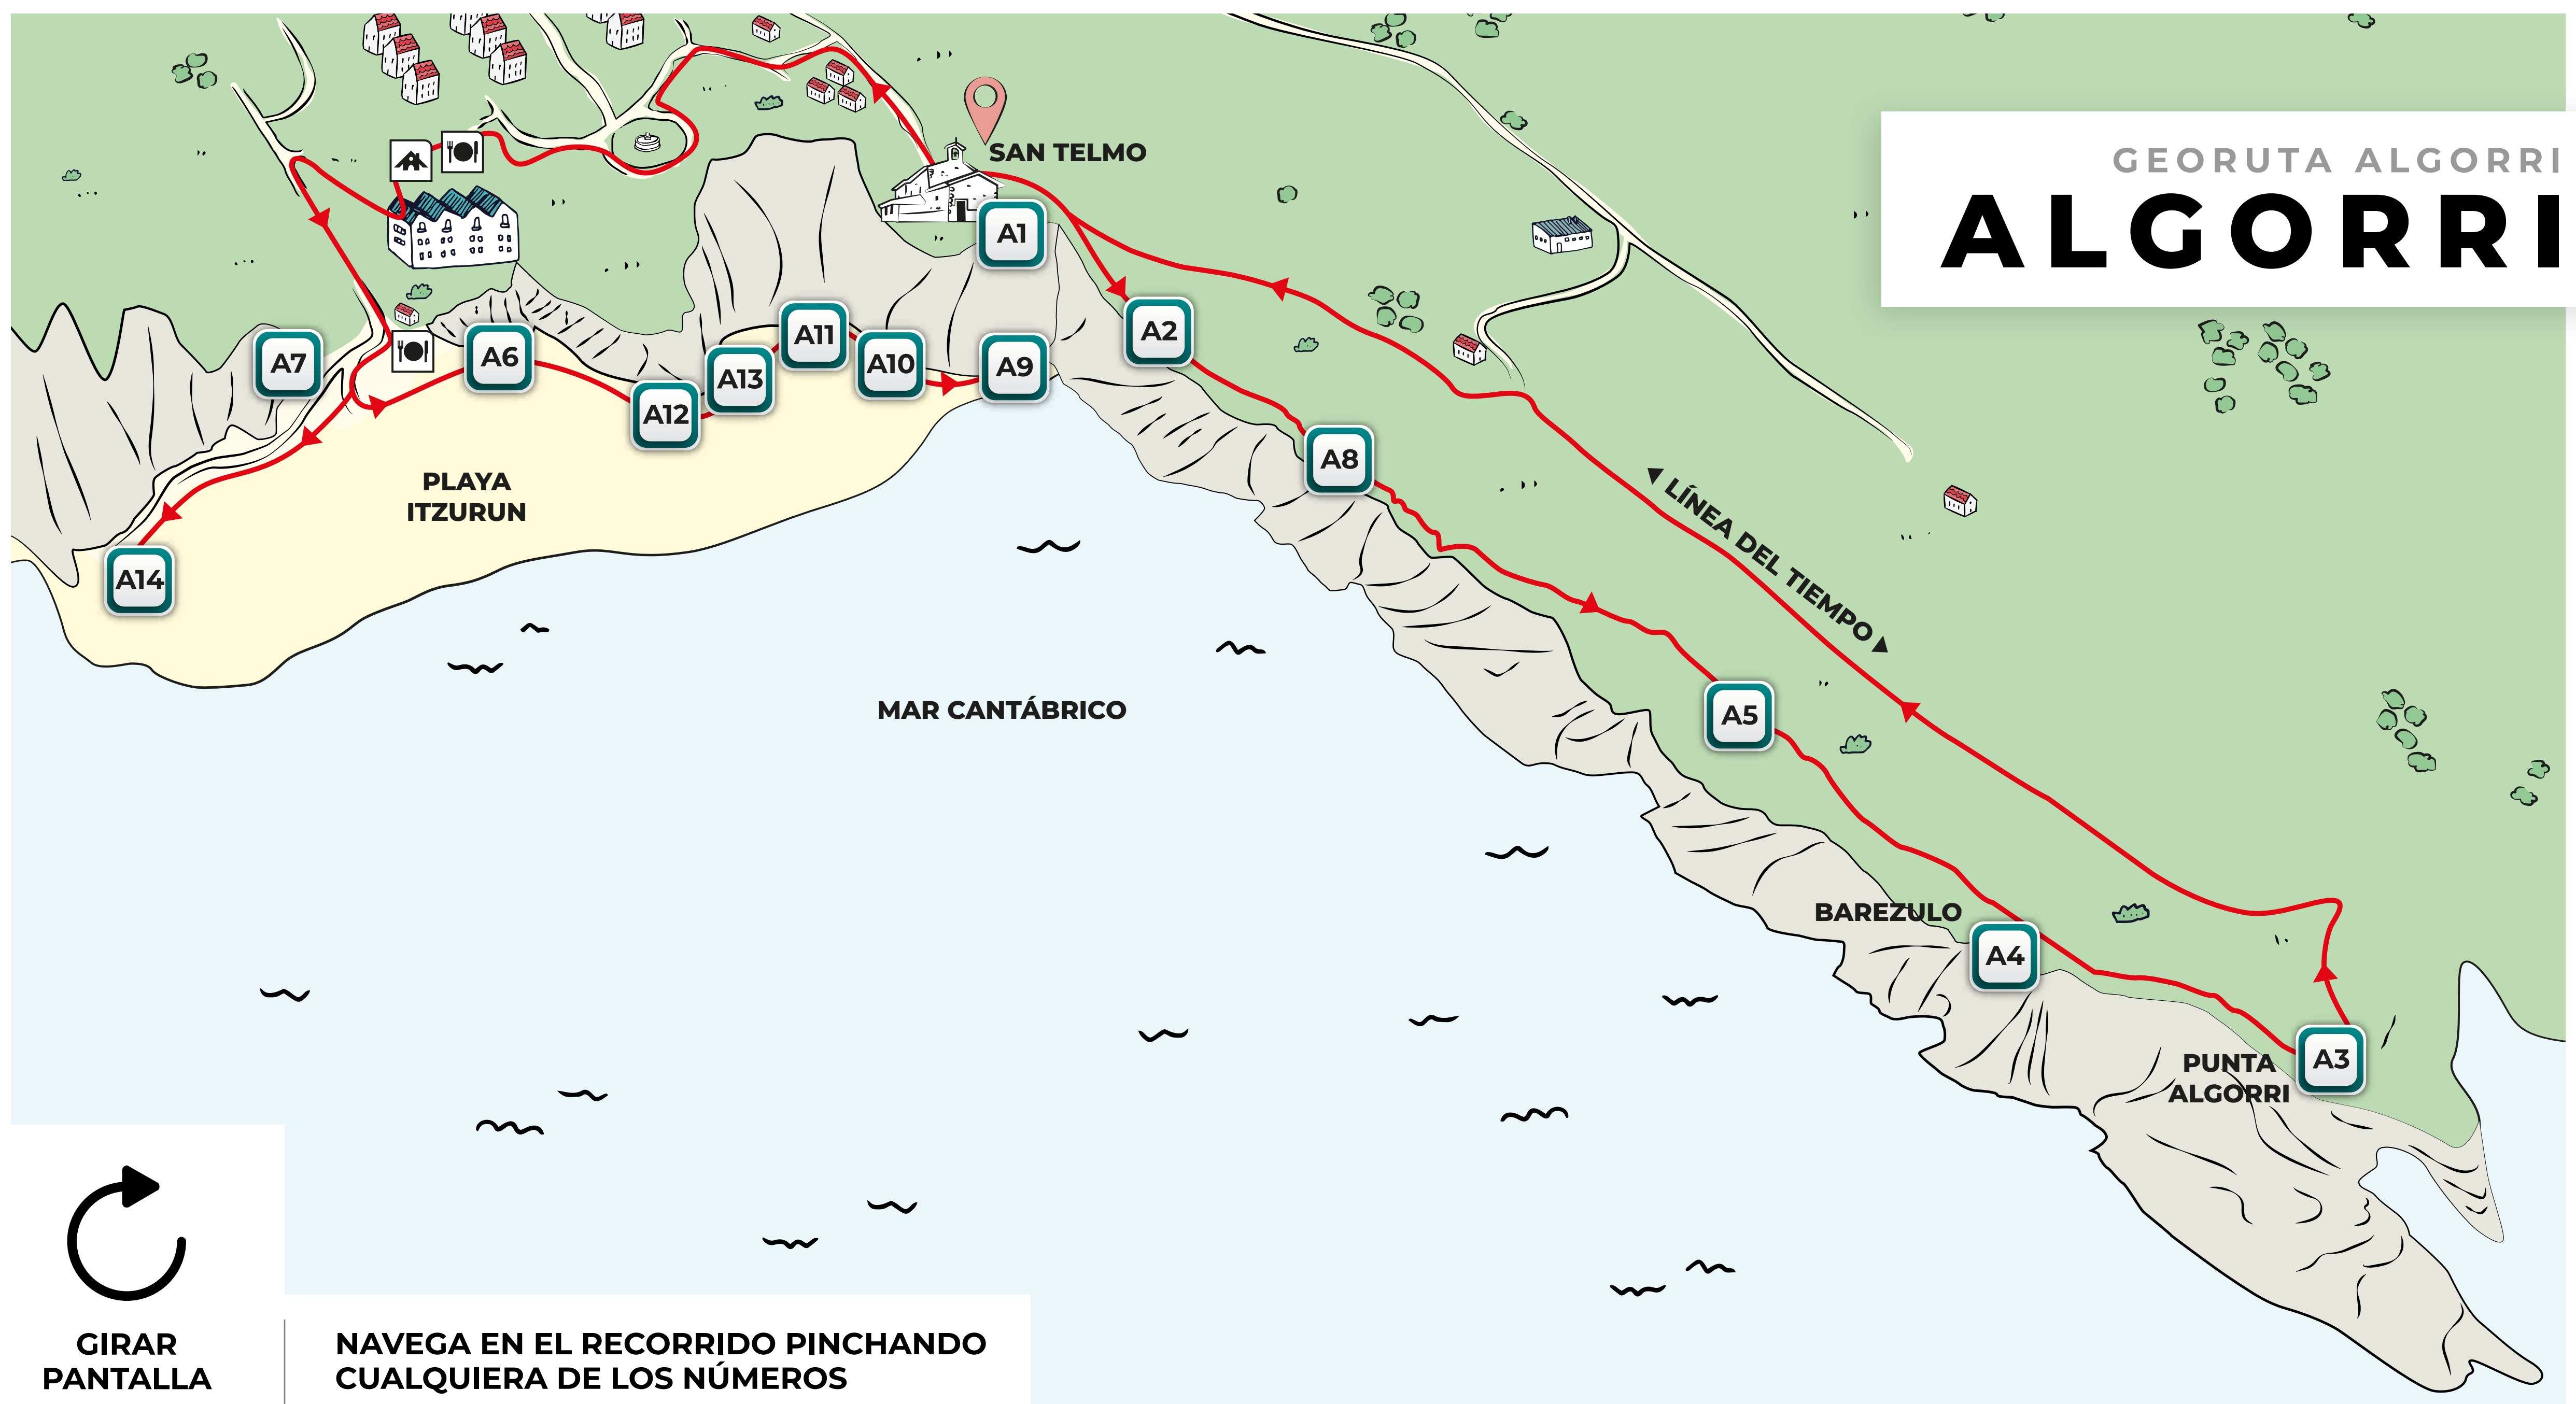 GEORUTA ALGORRI
ALGORRI
SAN TELMO
A1
A2
A11
A6
A7
A10
A9
A13
A12
A8
PLAYA
ITZURUN
LÍNEA DEL TIEMPO
A14
MAR CANTÁBRICO
A5
BAREZULO
A4
PUNTA
ALGORRI
A3
GIRAR
PANTALLA
NAVEGA EN EL RECORRIDO PINCHANDO
CUALQUIERA DE LOS NÚMEROS